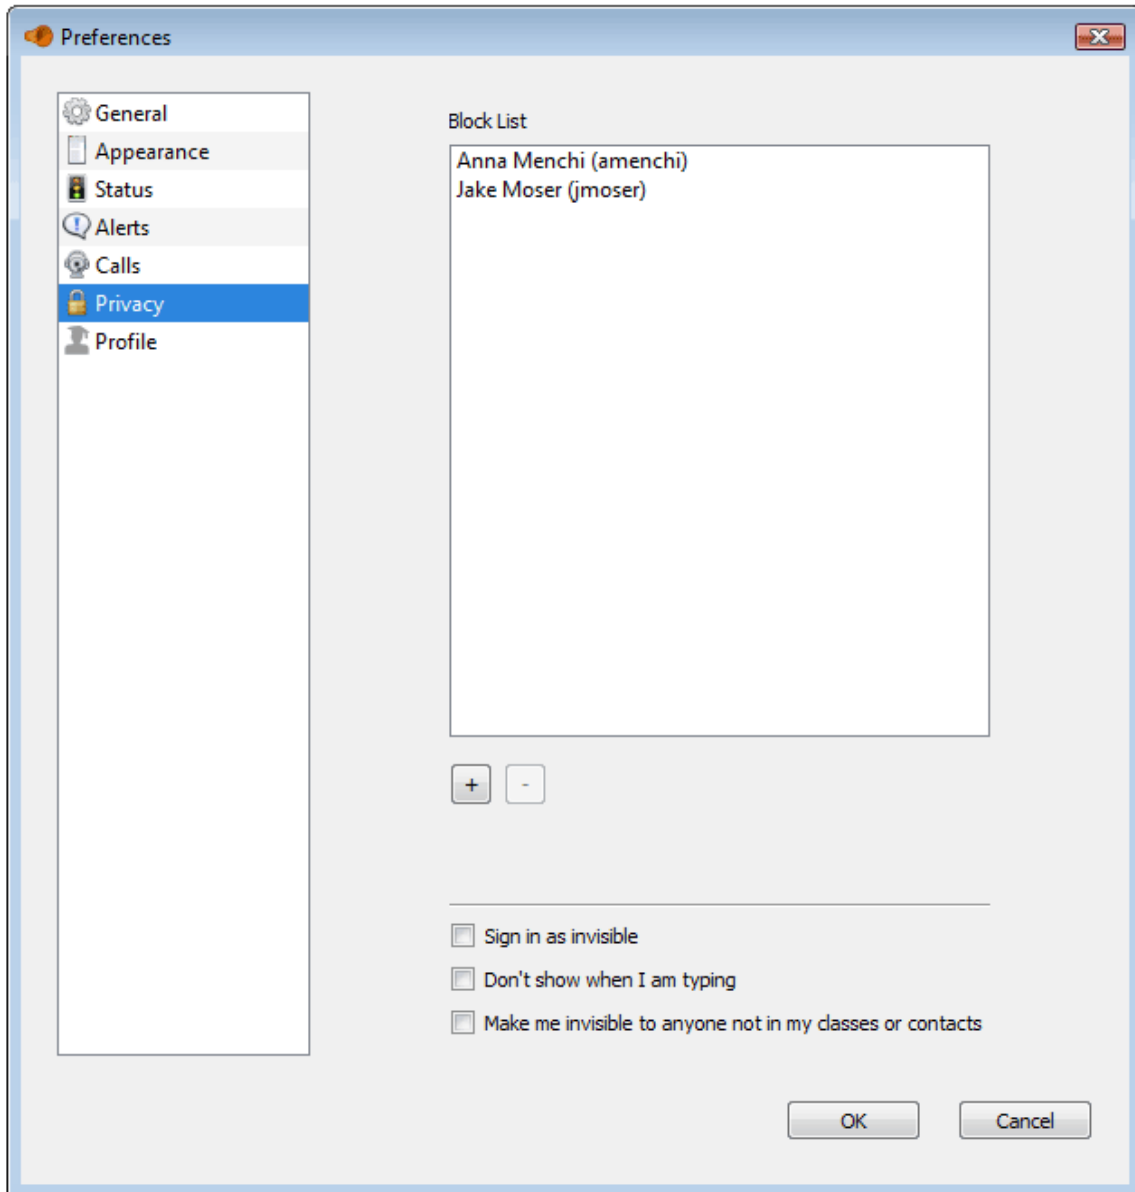 Preferences
General
Appearance
Status
Alerts
Calls
Privacy
Profile
Block List
Anna Menchi (amenchi)
Jake Moser (jmoser)
+ -
Sign in as invisible
Don't show when I am typing
Make me invisible to anyone not in my classes or contacts
OK Cancel